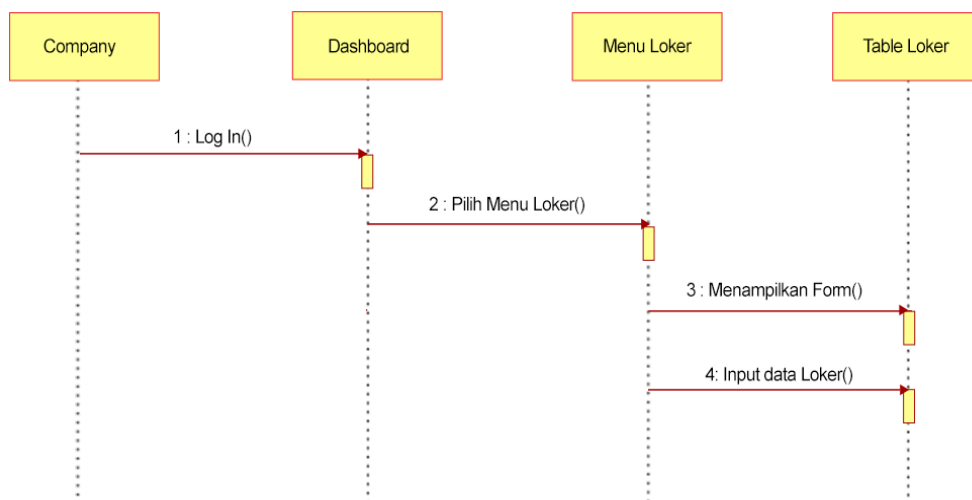 Company
Dashboard
Menu Loker
Table Loker
1 : Log In()
2 : Pilih Menu Loker()
3 : Menampilkan Form()
4: Input data Loker()